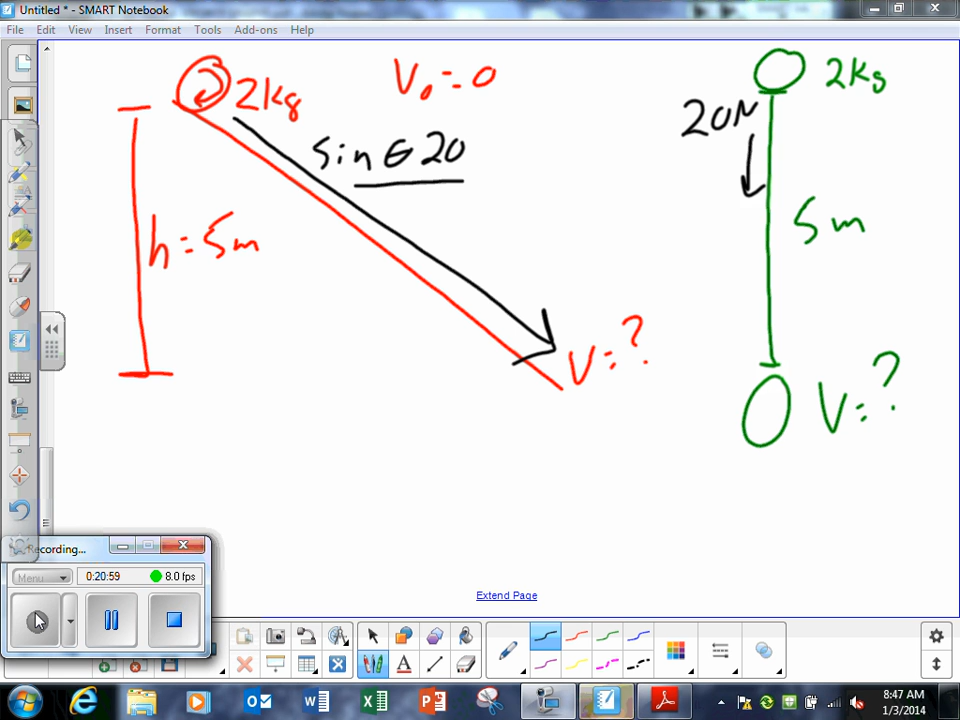 Untitled * - SMART Notebook
File Edit View Insert Format Tools Add-ons Help
2kg
V₀ = 0
2Kg
20N
sin θ 20
h = 5m
5 m
V = ?
V = ?
Recording...
Menu
0:20:59
8.0 fps
Extend Page
A
8:47 AM
1/3/2014